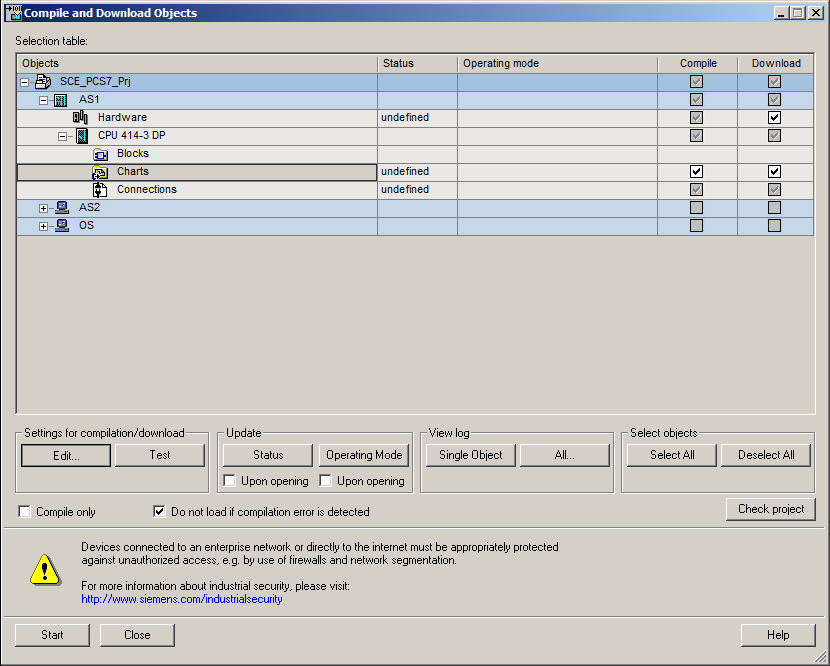 Compile and Download Objects
Selection table:
Objects Status Operating mode Compile Download
SCE_PCS7_Prj
AS1
Hardware undefined
CPU 414-3 DP
Blocks
Charts undefined
Connections undefined
AS2
OS
Settings for compilation/download Update View log Select objects
Edit... Test Status Operating Mode Single Object All... Select All Deselect All
Upon opening Upon opening
Compile only Do not load if compilation error is detected Check project
Devices connected to an enterprise network or directly to the internet must be appropriately protected
against unauthorized access, e.g. by use of firewalls and network segmentation.
For more information about industrial security, please visit:
http://www.siemens.com/industrialsecurity
Start Close Help